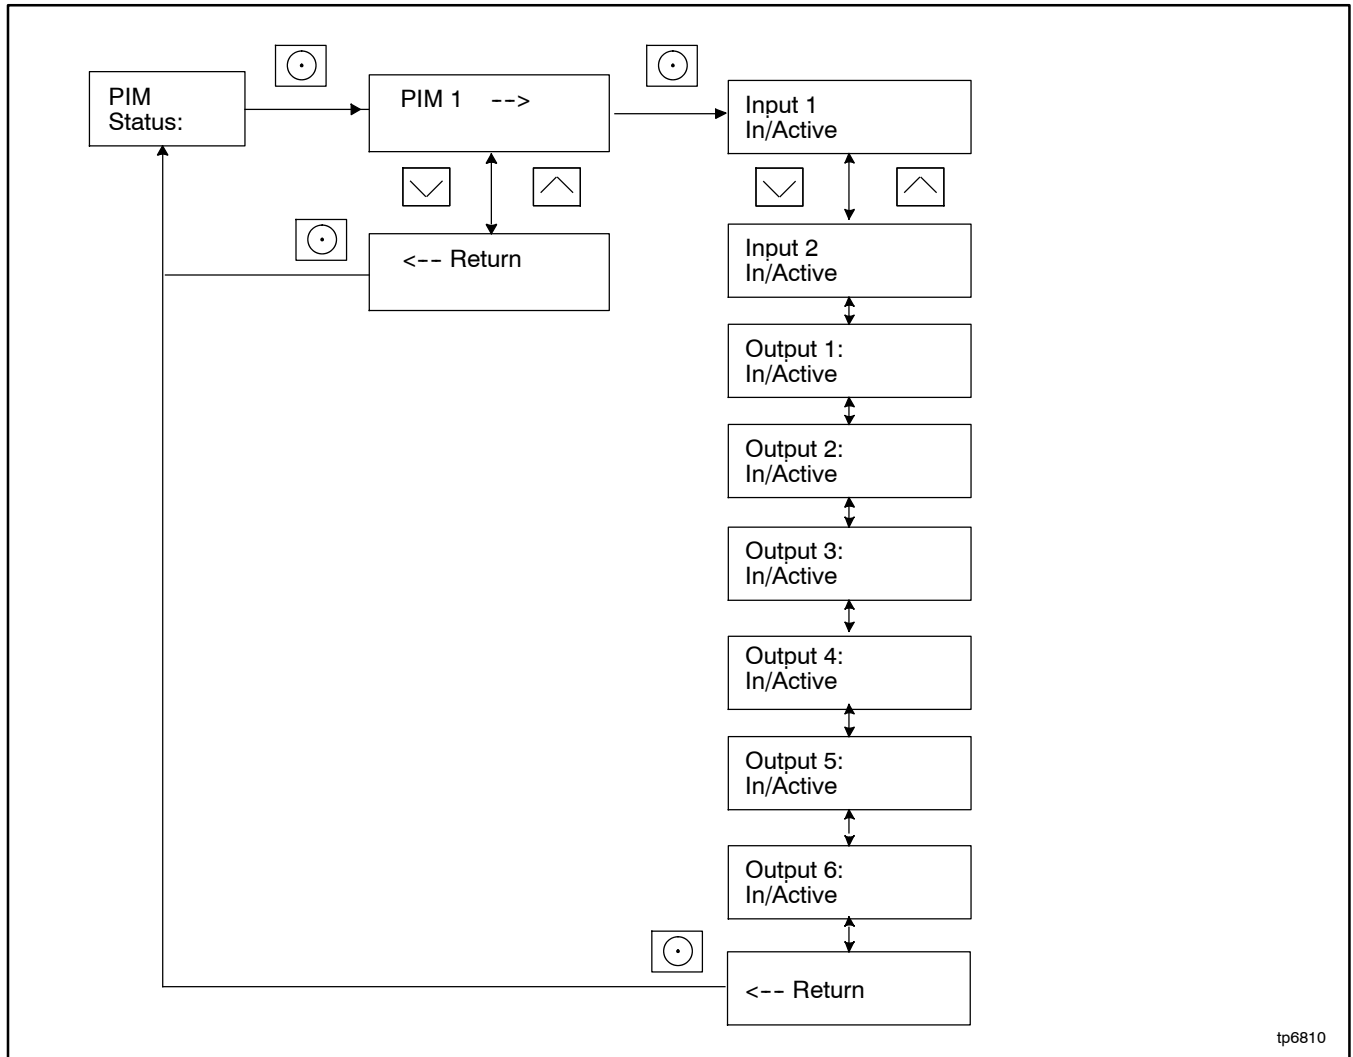 PIM
Status:
PIM 1 -->
Input 1
In/Active
<-- Return
Input 2
In/Active
Output 1:
In/Active
Output 2:
In/Active
Output 3:
In/Active
Output 4:
In/Active
Output 5:
In/Active
Output 6:
In/Active
<-- Return
tp6810